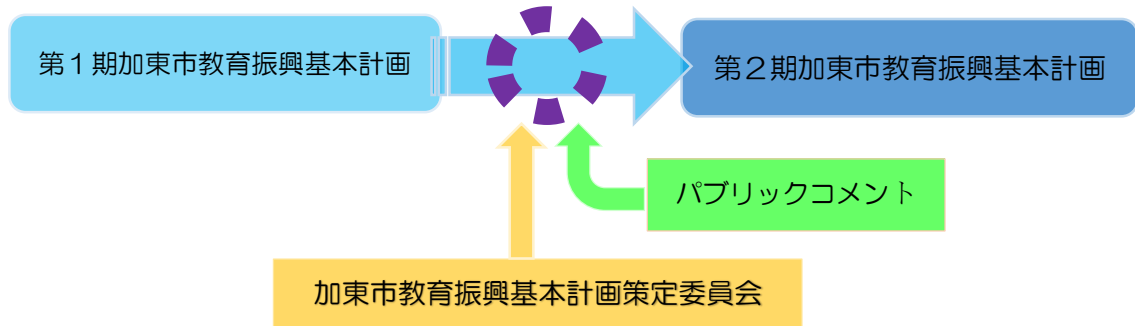 第１期加東市教育振興基本計画
第２期加東市教育振興基本計画
パブリックコメント
加東市教育振興基本計画策定委員会